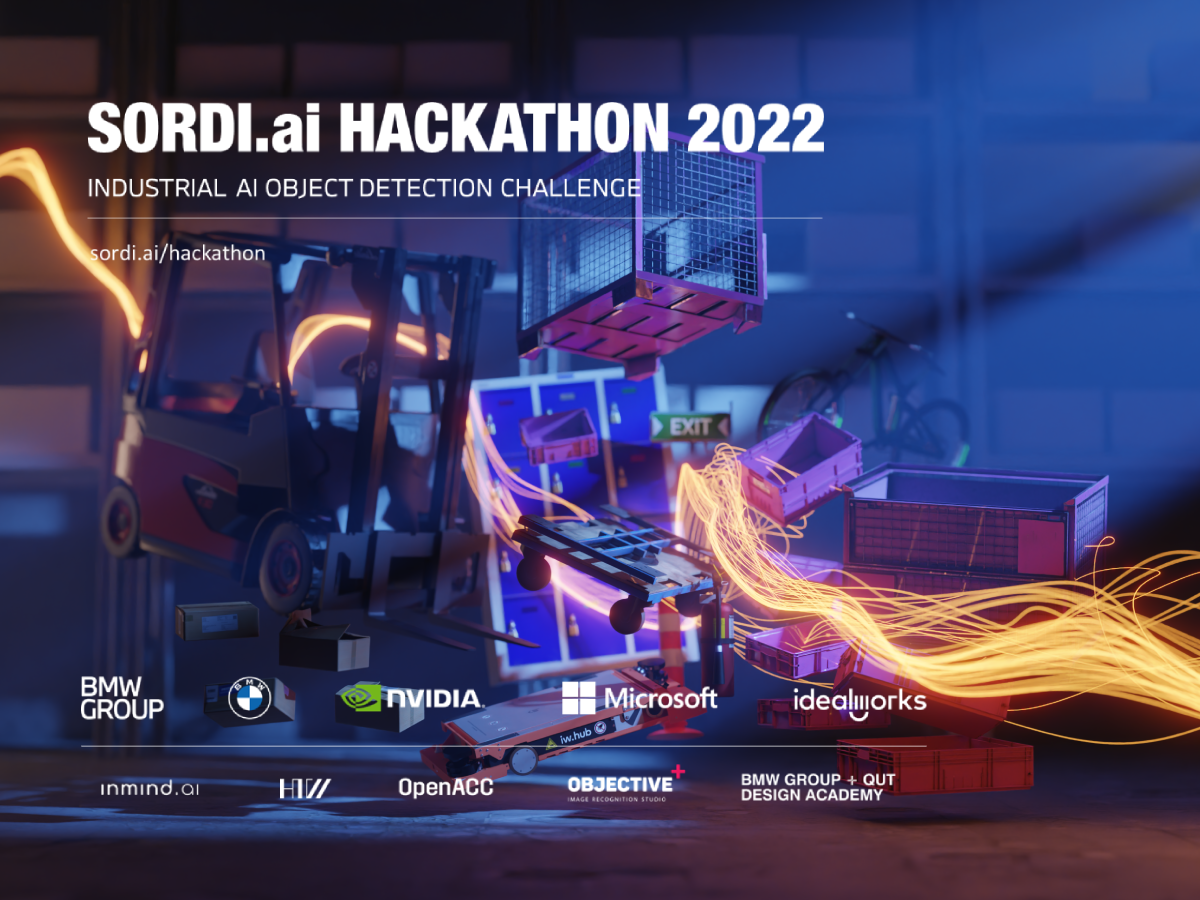 SORDI.ai HACKATHON 2022
INDUSTRIAL AI OBJECT DETECTION CHALLENGE
sordi.ai/hackathon
EXIT
BMW
GROUP
BMW
NVIDIA.
Microsoft
idealworks
iw.hub
inmind.ai
HTW
OpenACC
OBJECTIVE+
IMAGE RECOGNITION STUDIO
BMW GROUP + QUT
DESIGN ACADEMY